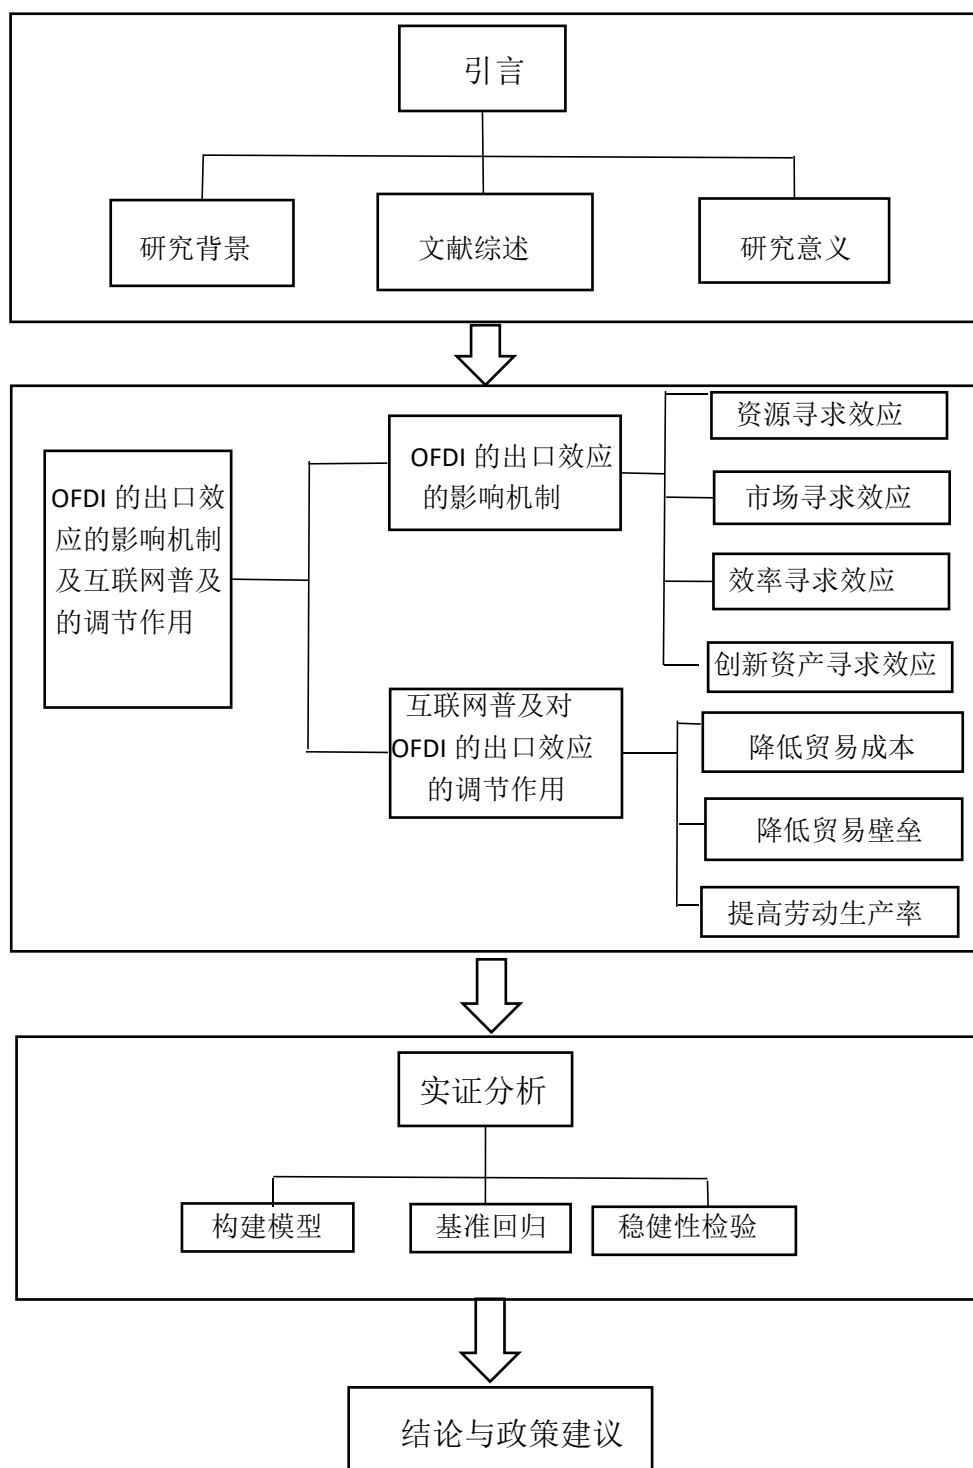 引言
研究背景
文献综述
研究意义
OFDI 的出口效
应的影响机制
及互联网普及
的调节作用
OFDI 的出口效应
的影响机制
资源寻求效应
市场寻求效应
效率寻求效应
创新资产寻求效应
互联网普及对
OFDI 的出口效应
的调节作用
降低贸易成本
降低贸易壁垒
提高劳动生产率
实证分析
构建模型
基准回归
稳健性检验
结论与政策建议